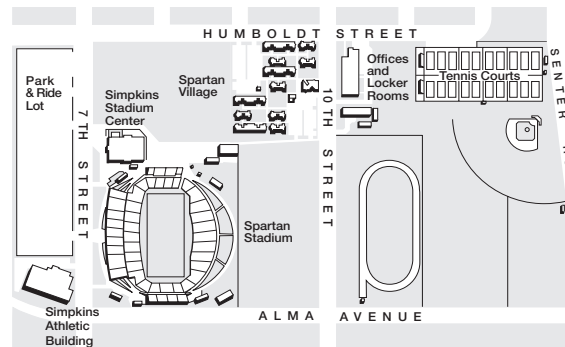 HUMBOLDT STREET
Park
& Ride
Lot
Simpkins
Stadium
Center
Spartan
Village
Offices
and
Locker
Rooms
Tennis Courts
7TH STREET
10TH STREET
SENTER
Spartan
Stadium
Simpkins
Athletic
Building
ALMA AVENUE